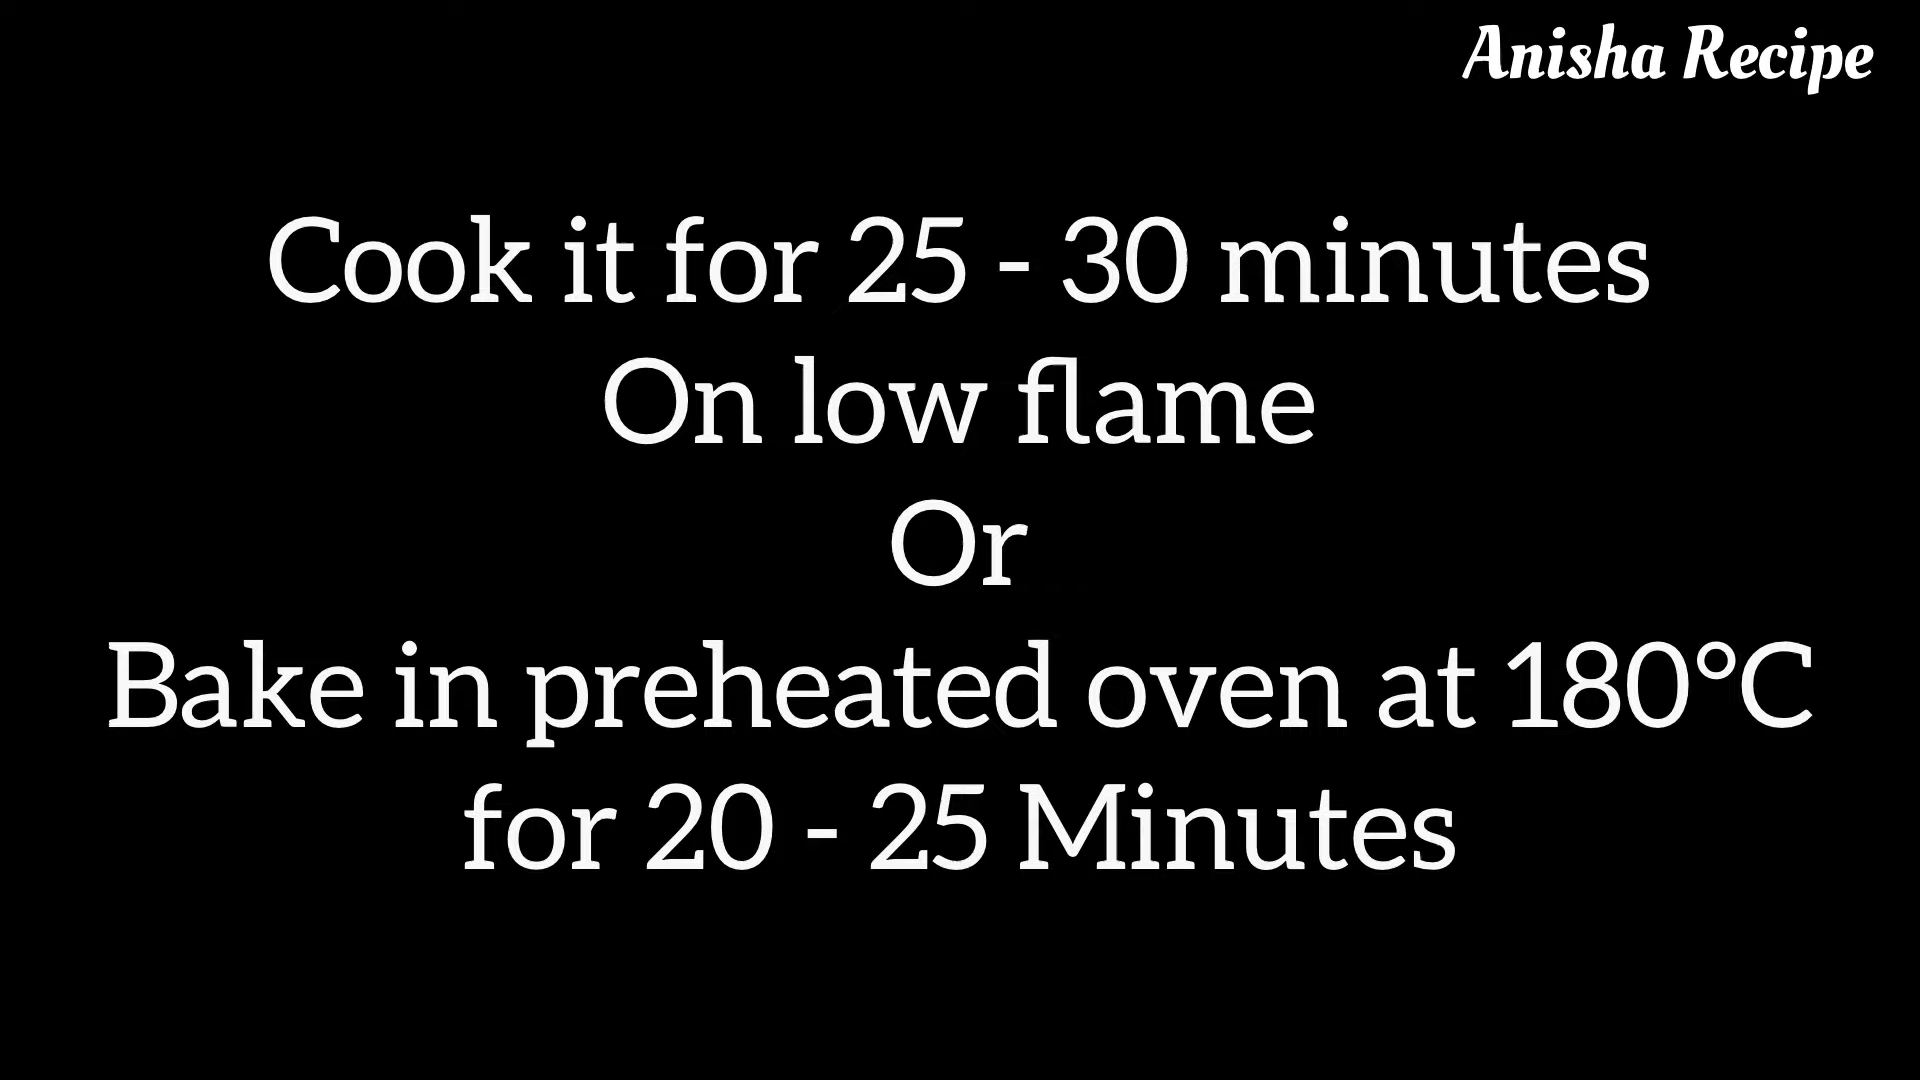 Anisha Recipe
Cook it for 25 - 30 minutes
On low flame
Or
Bake in preheated oven at 180°C
for 20 - 25 Minutes